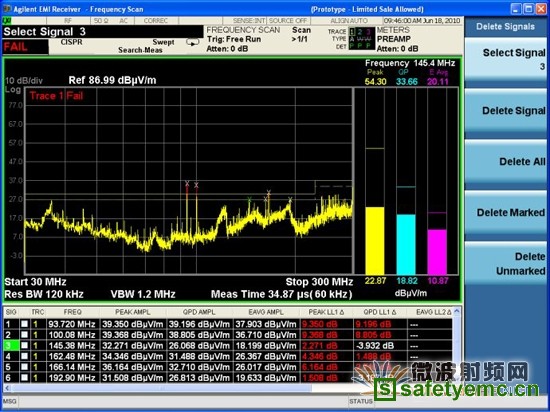 Agilent EMI Receiver - Frequency Scan
(Prototype - Limited Sale Allowed)
RF 50 Ω AC CORREC SENSE:INT SOURCE OFF ALIGN AUTO 09:46:00 AM Jun 18, 2010
Select Signal 3
FREQUENCY SCAN Scan
TRACE 1 2 3
METERS
FAIL
CISPR Swept
Trig: Free Run >1/1
TYPE
PREAMP
Search-Meas
Atten: 0 dB
DET
Atten: 0 dB
Delete Signals
Select Signal
3
Delete Signal
Delete All
Delete Marked
Delete
Unmarked
10 dB/div Ref 86.99 dBµV/m
Log
Trace 1 Fail
77.0
67.0
57.0
47.0
37.0
27.0
17.0
7.00
-3.00
Start 30 MHz Stop 300 MHz
Res BW 120 kHz VBW 1.2 MHz Meas Time 34.87 µs (60 kHz)
Frequency 145.4 MHz
Peak QP E Avg
54.30 33.66 20.11
22.87 18.82 10.87
dBµV/m
SIG TRC FREQ PEAK AMPL QPD AMPL EAVG AMPL PEAK LL1 Δ QPD LL1 Δ EAVG LL2 Δ
1 1 93.720 MHz 39.350 dBµV/m 39.196 dBµV/m 37.903 dBµV/m 9.350 dB 9.196 dB ---
2 1 100.08 MHz 39.368 dBµV/m 38.805 dBµV/m 36.710 dBµV/m 9.368 dB 8.805 dB ---
3 1 145.38 MHz 32.271 dBµV/m 26.068 dBµV/m 18.199 dBµV/m 2.271 dB -3.932 dB ---
4 1 162.48 MHz 34.346 dBµV/m 31.488 dBµV/m 26.367 dBµV/m 4.346 dB 1.488 dB ---
5 1 166.14 MHz 36.164 dBµV/m 32.710 dBµV/m 26.017 dBµV/m 6.164 dB
6 1 192.90 MHz 31.508 dBµV/m 26.813 dBµV/m 19.633 dBµV/m 1.508 dB
微波射频网
safetyemc.cn
MSG STATUS